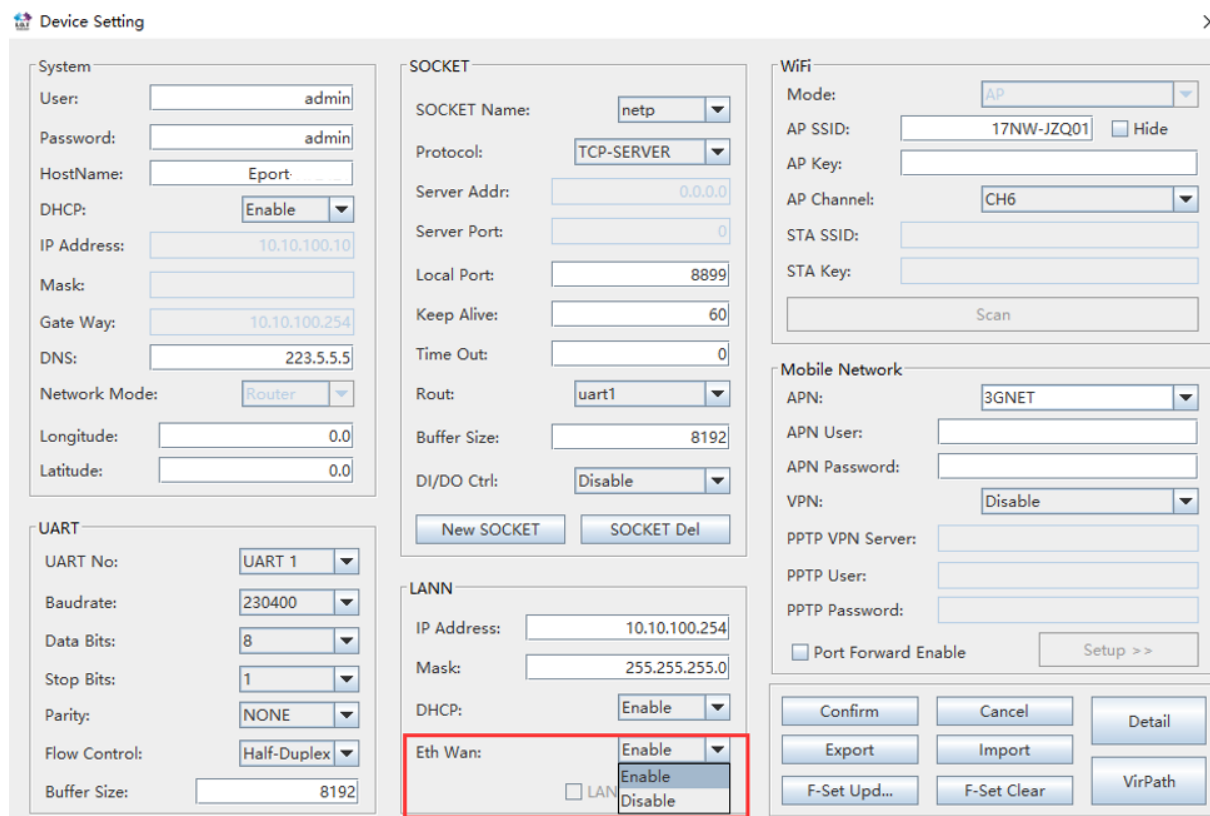 Device Setting
System
User: admin
Password: admin
HostName: Eport
DHCP: Enable
IP Address: 10.10.100.10
Mask:
Gate Way: 10.10.100.254
DNS: 223.5.5.5
Network Mode: Router
Longitude: 0.0
Latitude: 0.0
UART
UART No: UART 1
Baudrate: 230400
Data Bits: 8
Stop Bits: 1
Parity: NONE
Flow Control: Half-Duplex
Buffer Size: 8192
SOCKET
SOCKET Name: netp
Protocol: TCP-SERVER
Server Addr: 0.0.0.0
Server Port: 0
Local Port: 8899
Keep Alive: 60
Time Out: 0
Rout: uart1
Buffer Size: 8192
DI/DO Ctrl: Disable
New SOCKET SOCKET Del
LANN
IP Address: 10.10.100.254
Mask: 255.255.255.0
DHCP: Enable
Eth Wan: Enable
Enable
LAN Disable
WiFi
Mode: AP
AP SSID: 17NW-JZQ01 Hide
AP Key:
AP Channel: CH6
STA SSID:
STA Key:
Scan
Mobile Network
APN: 3GNET
APN User:
APN Password:
VPN: Disable
PPTP VPN Server:
PPTP User:
PPTP Password:
Port Forward Enable Setup >>
Confirm Cancel Detail
Export Import
F-Set Upd... F-Set Clear VirPath